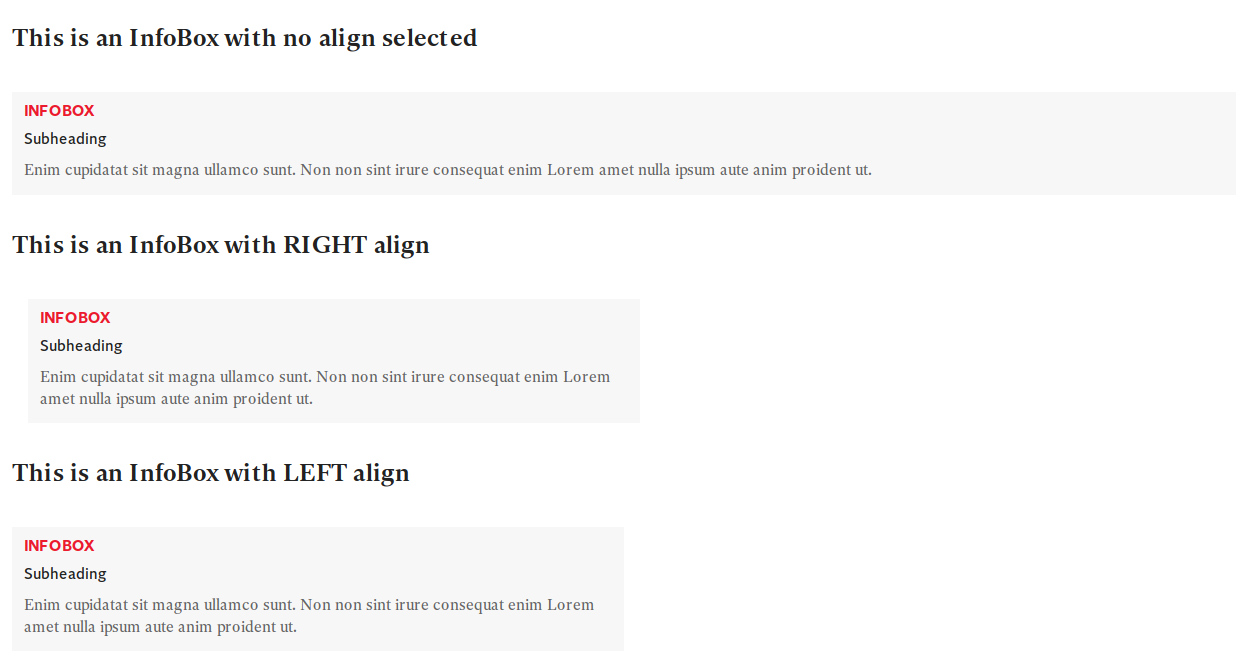 This is an InfoBox with no align selected
INFOBOX
Subheading
Enim cupidatat sit magna ullamco sunt. Non non sint irure consequat enim Lorem amet nulla ipsum aute anim proident ut.
This is an InfoBox with RIGHT align
INFOBOX
Subheading
Enim cupidatat sit magna ullamco sunt. Non non sint irure consequat enim Lorem
amet nulla ipsum aute anim proident ut.
This is an InfoBox with LEFT align
INFOBOX
Subheading
Enim cupidatat sit magna ullamco sunt. Non non sint irure consequat enim Lorem
amet nulla ipsum aute anim proident ut.